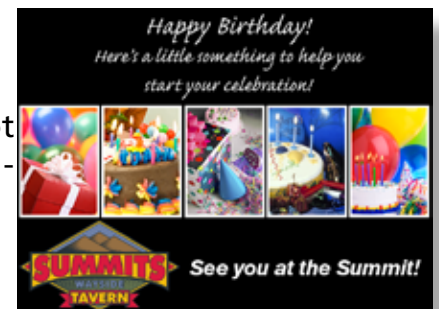 Happy Birthday!
Here's a little something to help you
start your celebration!
t
-
SUMMITS
WAYSIDE
TAVERN
See you at the Summit!